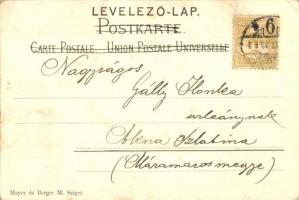 LEVELEZŐ-LAP.
POSTKARTE.
CARTE POSTALE. UNION POSTALE UNIVERSELLE
6
Nagyságos
Gálly Ilonka
urleánynak
Akna Szlatina
(Máramaros megye)
Mayer és Berger M. Sziget.